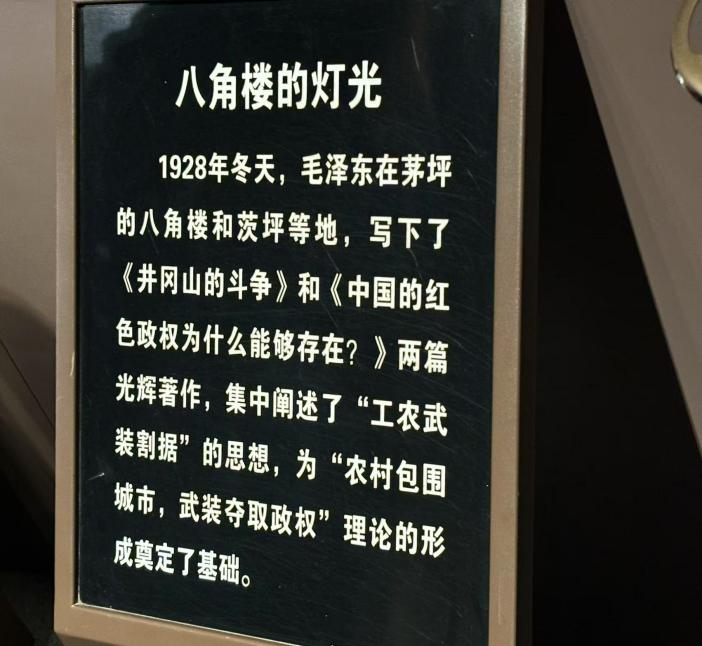 八角楼的灯光
1928年冬天，毛泽东在茅坪
的八角楼和茨坪等地，写下了
《井冈山的斗争》和《中国的红
色政权为什么能够存在？》两篇
光辉著作，集中阐述了“工农武
装割据”的思想，为“农村包围
城市，武装夺取政权”理论的形
成奠定了基础。